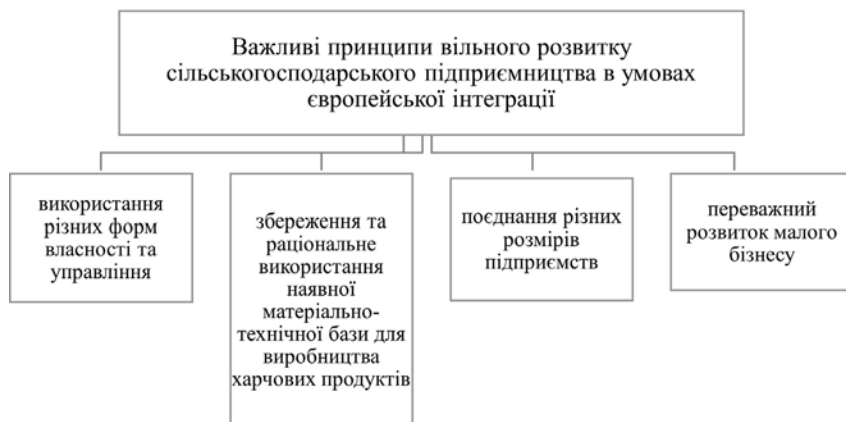 Важливі принципи вільного розвитку
сільськогосподарського підприємництва в умовах
європейської інтеграції
використання
різних форм
власності та
управління
збереження та
раціональне
використання
наявної
матеріально-
технічної бази для
виробництва
харчових продуктів
поєднання різних
розмірів
підприємств
переважний
розвиток малого
бізнесу